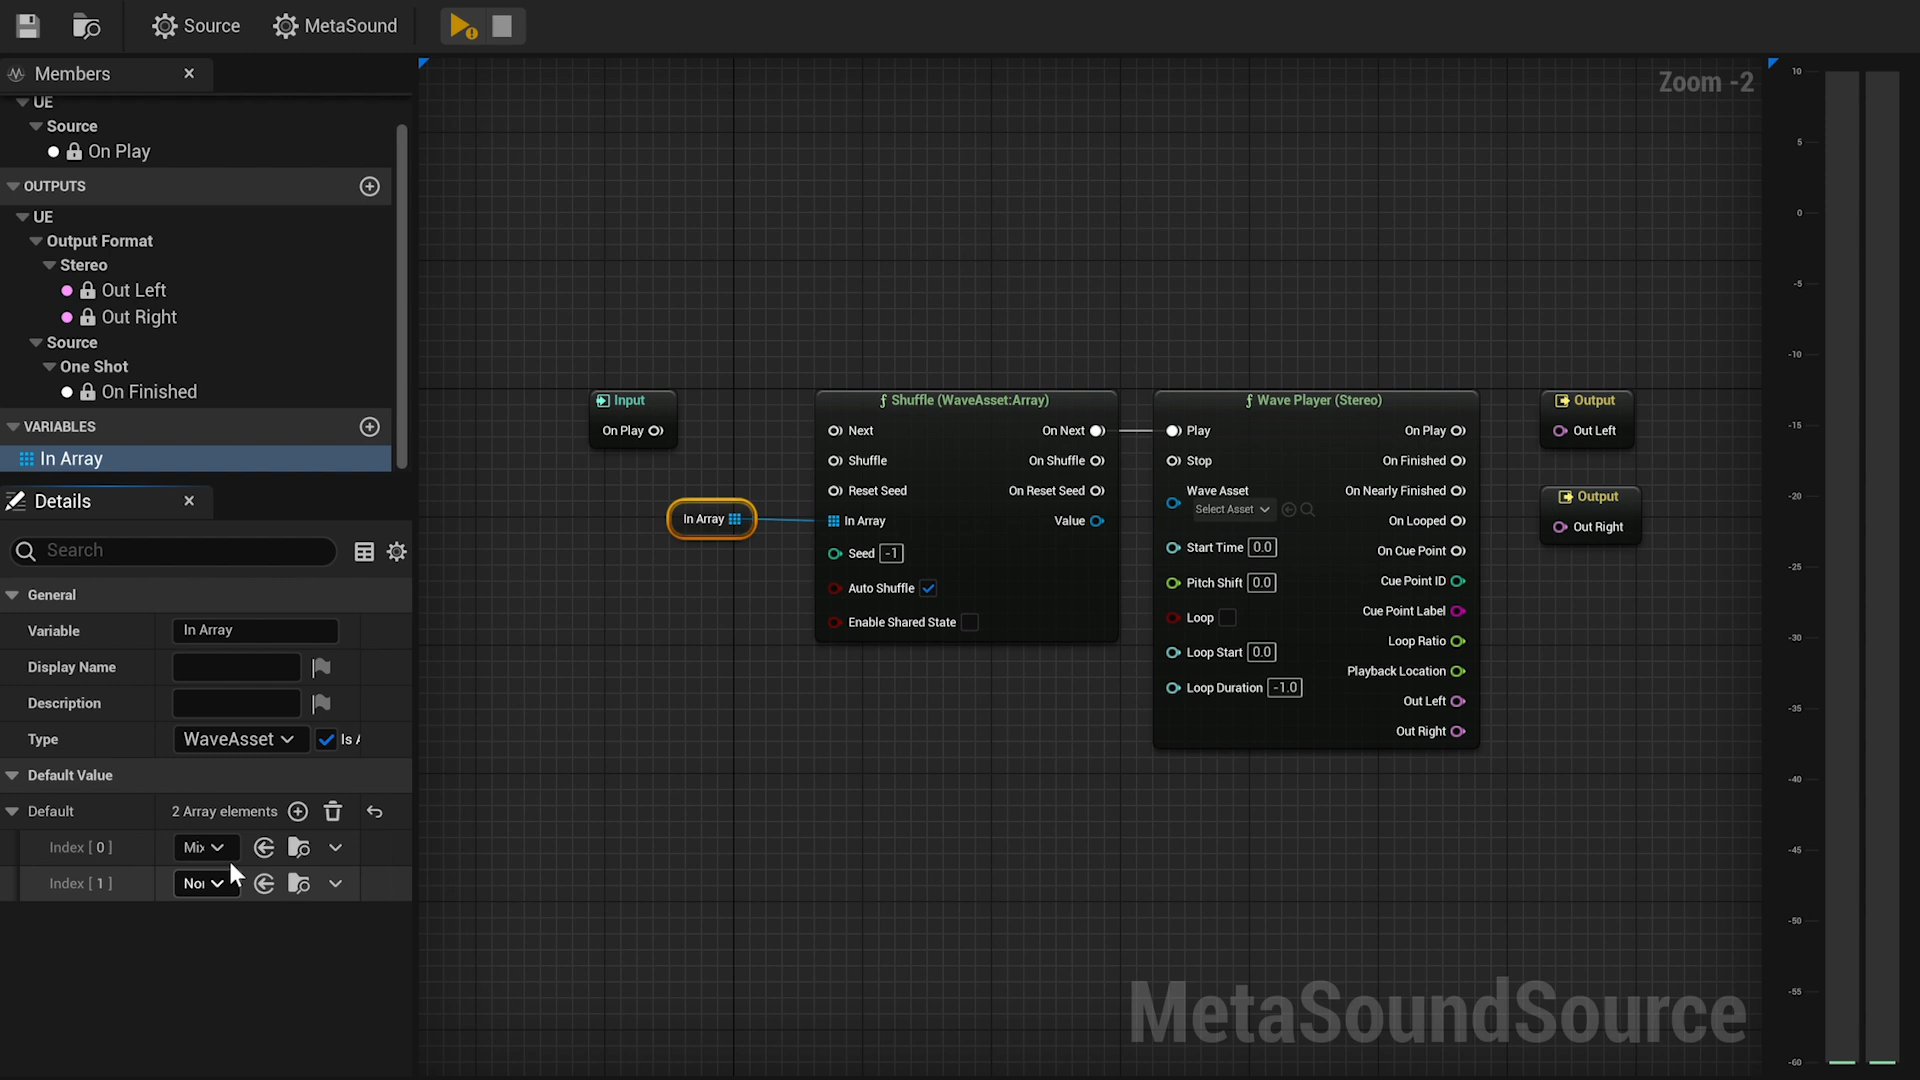 Source
MetaSound
Members
UE
Source
On Play
OUTPUTS
UE
Output Format
Stereo
Out Left
Out Right
Source
One Shot
On Finished
VARIABLES
In Array
Details
Search
General
Variable
In Array
Display Name
Description
Type
WaveAsset
Is A
Default Value
Default
2 Array elements
Index [ 0 ]
Mix
Index [ 1 ]
Nor
Zoom -2
Input
On Play
In Array
Shuffle (WaveAsset:Array)
Next
On Next
Shuffle
On Shuffle
Reset Seed
On Reset Seed
In Array
Value
Seed
-1
Auto Shuffle
Enable Shared State
Wave Player (Stereo)
Play
On Play
Stop
On Finished
Wave Asset
Select Asset
On Nearly Finished
On Looped
Start Time
0.0
On Cue Point
Pitch Shift
0.0
Cue Point ID
Loop
Cue Point Label
Loop Ratio
Loop Start
0.0
Playback Location
Loop Duration
-1.0
Out Left
Out Right
Output
Out Left
Output
Out Right
MetaSoundSource
10
5
0
-5
-10
-15
-20
-25
-30
-35
-40
-45
-50
-55
-60